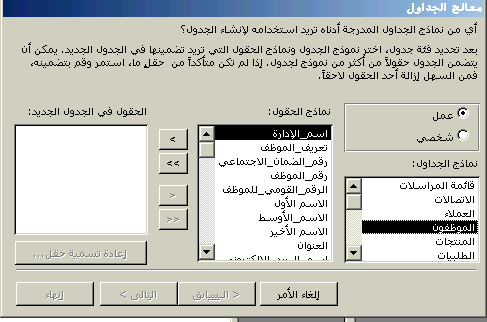 معالج الجداول
أي من نماذج الجداول المدرجة أدناه تريد استخدامه لإنشاء الجدول؟
بعد تحديد فئة جدول، اختر نموذج الجدول ونماذج الحقول التي تريد تضمينها في الجدول الجديد. يمكن أن
يتضمن الجدول حقولاً من أكثر من نموذج لجدول. إذا لم تكن متأكداً من حقل ما، استمر وقم بتضمينه،
فمن السهل إزالة أحد الحقول لاحقاً.
عمل
شخصي
نماذج الجداول:
قائمة المراسلات
الاتصالات
العملاء
الموظفون
المنتجات
الطلبيات
نماذج الحقول:
اسم_الإدارة
تعريف_الموظف
رقم_الضمان_الاجتماعي
رقم_الموظف
الرقم_القومي_للموظف
الاسم_الأول
الاسم_الأوسط
الاسم_الأخير
العنوان
>
>>
<
<<
الحقول في الجدول الجديد:
إعادة تسمية حقل...
إلغاء الأمر
< السابق
التالي >
إنهاء